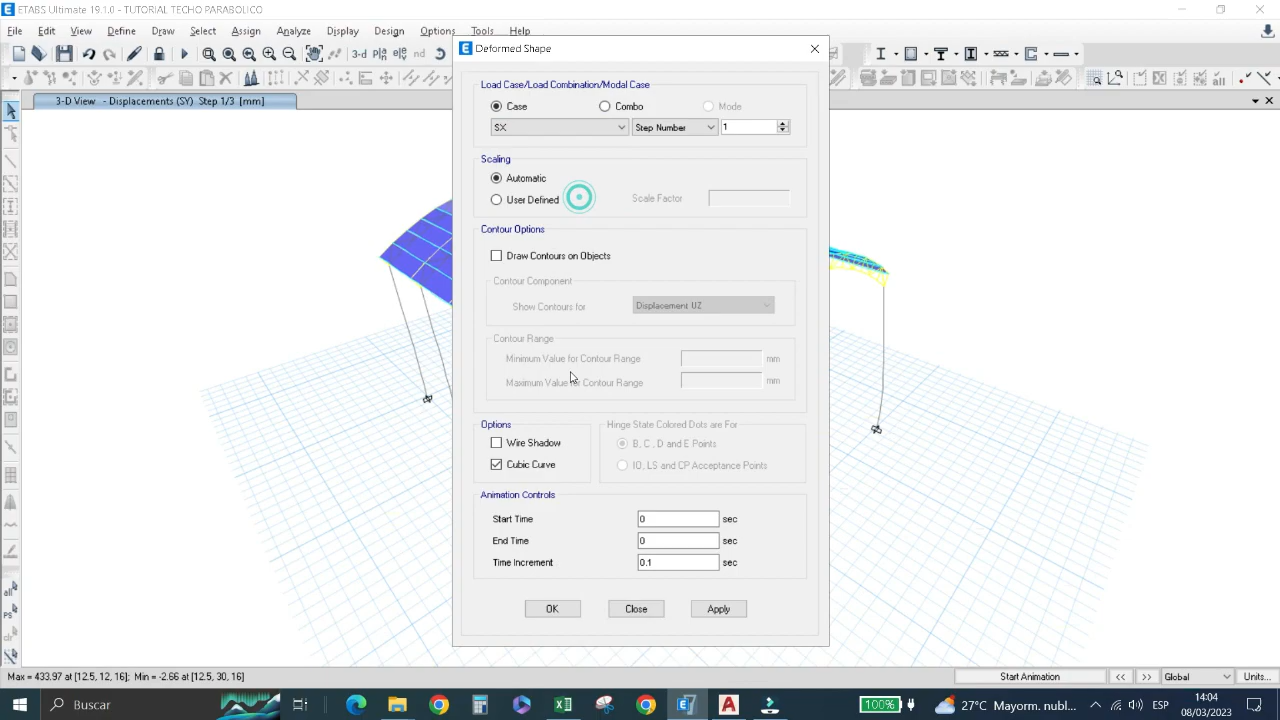 ETABS Ultimate 19.1.0 - TUTORIAL TECHO PARABOLICO
File Edit View Define Draw Select Assign Analyze Display Design Options Tools Help
3-d
nd
3-D View - Displacements (SY) Step 1/3 [mm]
Deformed Shape
Load Case/Load Combination/Modal Case
Case Combo Mode
SX Step Number 1
Scaling
Automatic
User Defined Scale Factor
Contour Options
Draw Contours on Objects
Contour Component
Show Contours for Displacement UZ
Contour Range
Minimum Value for Contour Range mm
Maximum Value for Contour Range mm
Options
Wire Shadow
Cubic Curve
Hinge State Colored Dots are For
B, C, D and E Points
IO, LS and CP Acceptance Points
Animation Controls
Start Time 0 sec
End Time 0 sec
Time Increment 0.1 sec
OK Close Apply
all
PS
Max = 433.97 at [12.5, 12, 16]; Min = -2.66 at [12.5, 30, 16] Start Animation << >> Global Units...
Buscar 100% 27°C Mayorm. nubl... ESP 14:04
08/03/2023